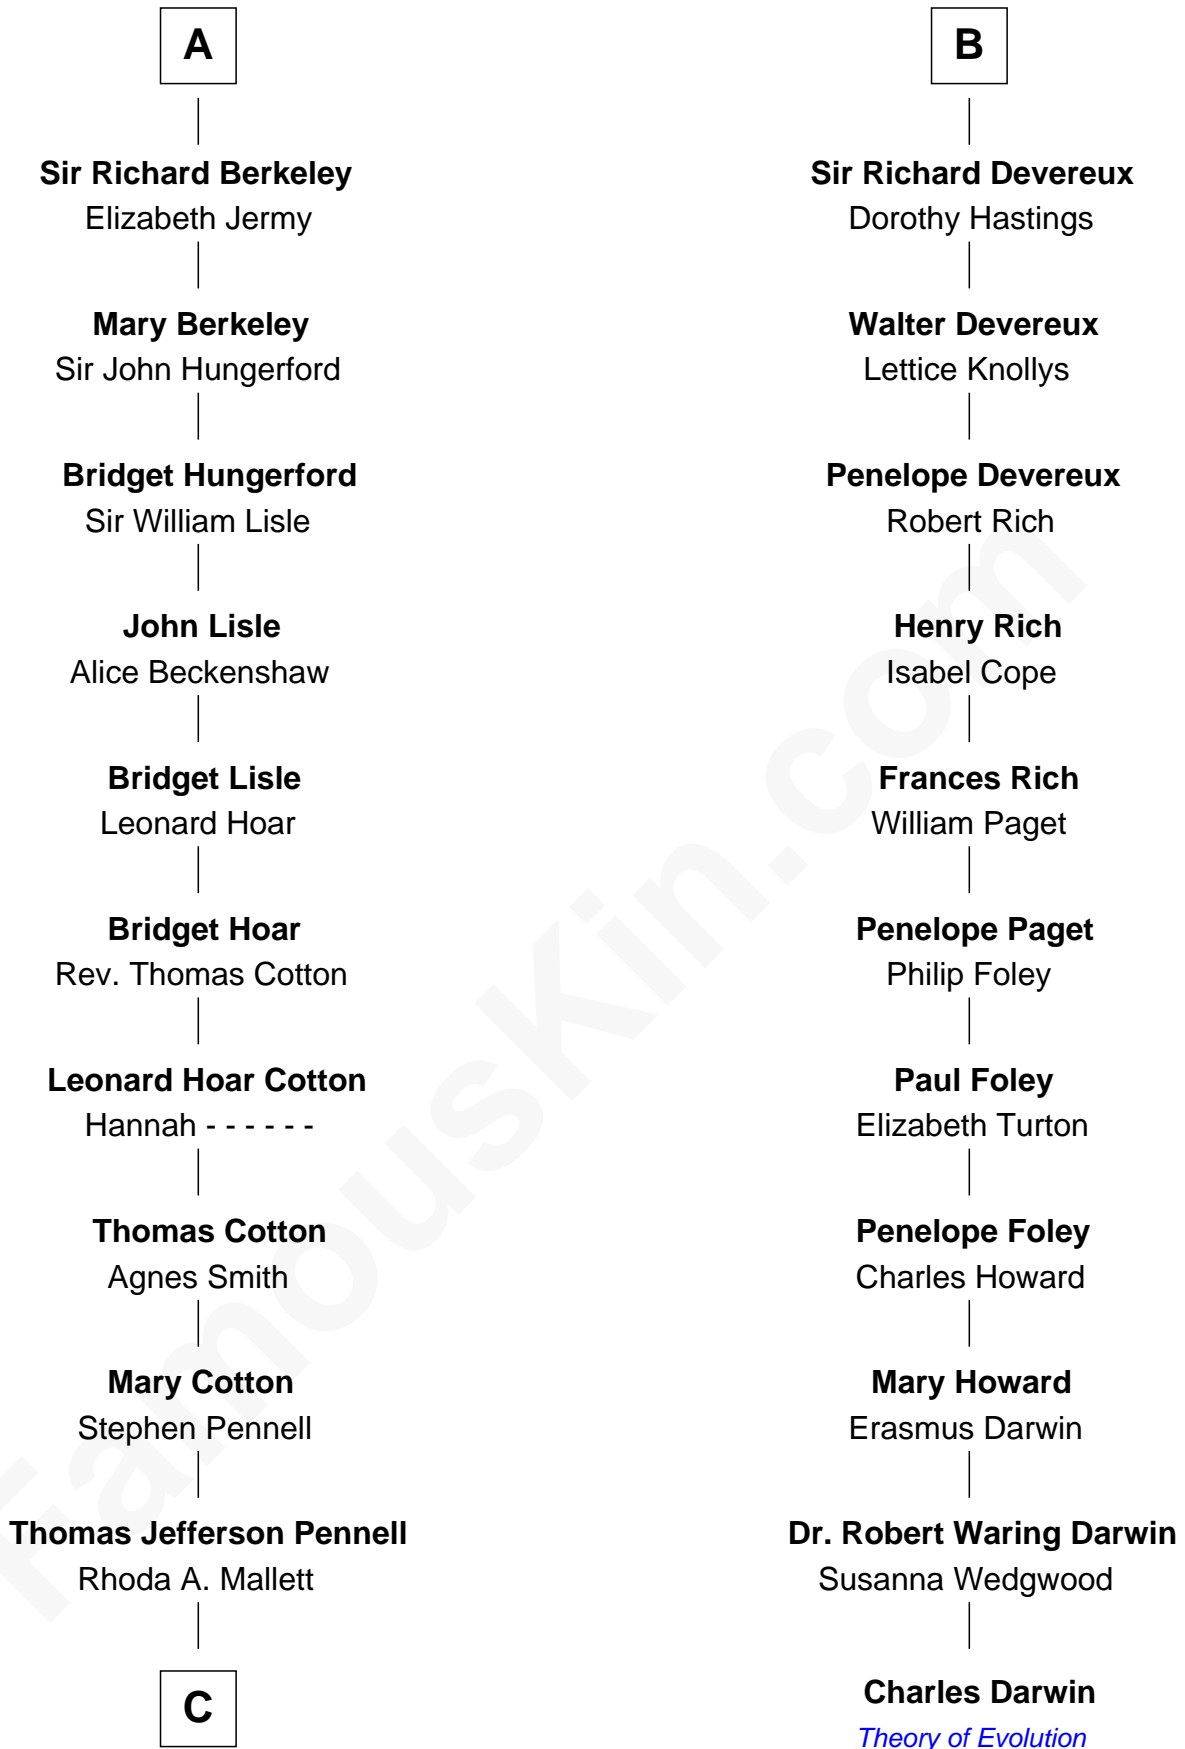 A
Sir Richard Berkeley
Elizabeth Jermy
Mary Berkeley
Sir John Hungerford
Bridget Hungerford
Sir William Lisle
John Lisle
Alice Beckenshaw
Bridget Lisle
Leonard Hoar
Bridget Hoar
Rev. Thomas Cotton
Leonard Hoar Cotton
Hannah - - - - - -
Thomas Cotton
Agnes Smith
Mary Cotton
Stephen Pennell
Thomas Jefferson Pennell
Rhoda A. Mallett
C
B
Sir Richard Devereux
Dorothy Hastings
Walter Devereux
Lettice Knollys
Penelope Devereux
Robert Rich
Henry Rich
Isabel Cope
Frances Rich
William Paget
Penelope Paget
Philip Foley
Paul Foley
Elizabeth Turton
Penelope Foley
Charles Howard
Mary Howard
Erasmus Darwin
Dr. Robert Waring Darwin
Susanna Wedgwood
Charles Darwin
Theory of Evolution
FamousKin.com